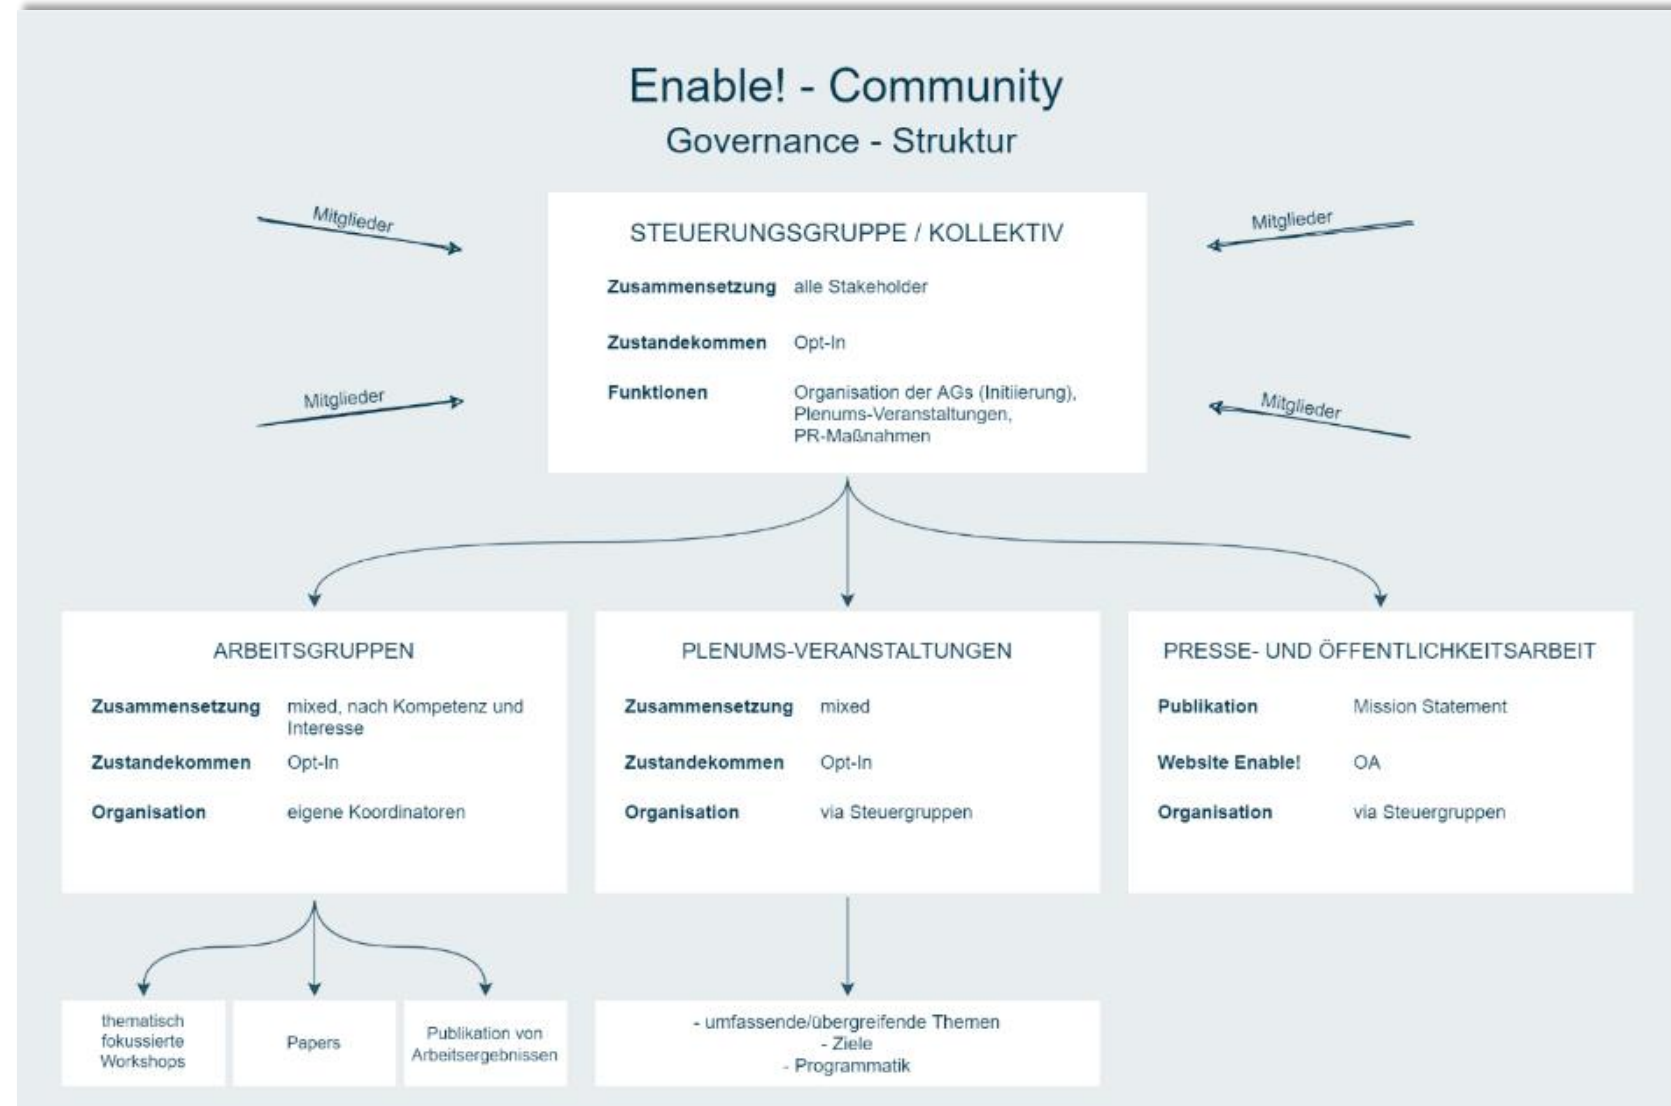 Enable! - Community
Governance - Struktur
Mitglieder
Mitglieder
STEUERUNGSGRUPPE / KOLLEKTIV
Zusammensetzung alle Stakeholder
Zustandekommen Opt-In
Funktionen Organisation der AGs (Initiierung),
Plenums-Veranstaltungen,
PR-Maßnahmen
Mitglieder
Mitglieder
ARBEITSGRUPPEN
Zusammensetzung mixed, nach Kompetenz und
Interesse
Zustandekommen Opt-In
Organisation eigene Koordinatoren
PLENUMS-VERANSTALTUNGEN
Zusammensetzung mixed
Zustandekommen Opt-In
Organisation via Steuergruppen
PRESSE- UND ÖFFENTLICHKEITSARBEIT
Publikation Mission Statement
Website Enable! OA
Organisation via Steuergruppen
thematisch
fokussierte
Workshops
Papers
Publikation von
Arbeitsergebnissen
- umfassende/übergreifende Themen
- Ziele
- Programmatik